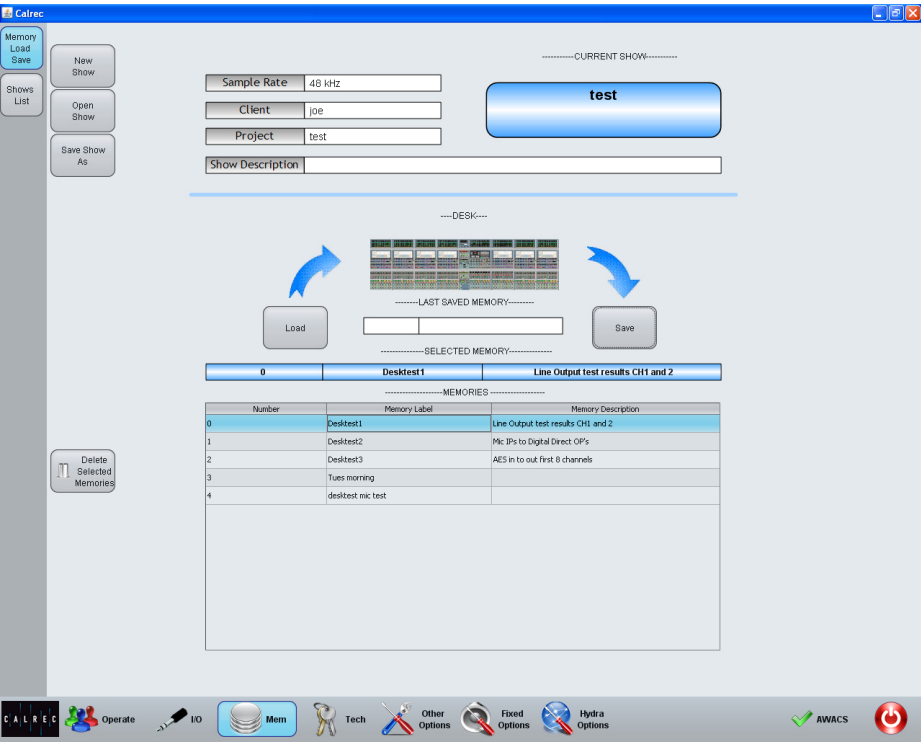 Calrec
Memory
Load
Save
Shows
List
New
Show
Open
Show
Save Show
As
Sample Rate 48 kHz
Client joe
Project test
Show Description
-----------CURRENT SHOW-----------
test
----DESK----
Load
--------LAST SAVED MEMORY---------
Save
---------------SELECTED MEMORY---------------
0 Desktest1 Line Output test results CH1 and 2
--------------------MEMORIES -------------------
Number Memory Label Memory Description
0 Desktest1 Line Output test results CH1 and 2
1 Desktest2 Mic IPs to Digital Direct OP's
2 Desktest3 AES in to out first 8 channels
3 Tues morning
4 desktest mic test
Delete
Selected
Memories
CALREC Operate I/O Mem Tech Other Options Fixed Options Hydra Options AWACS